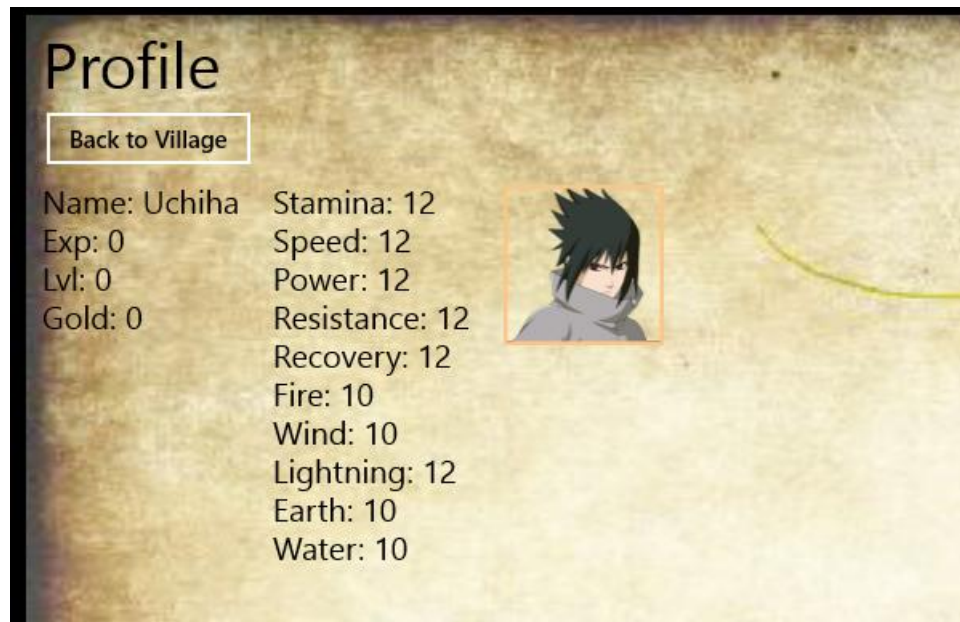 Profile
Back to Village
Name: Uchiha
Exp: 0
Lvl: 0
Gold: 0
Stamina: 12
Speed: 12
Power: 12
Resistance: 12
Recovery: 12
Fire: 10
Wind: 10
Lightning: 12
Earth: 10
Water: 10